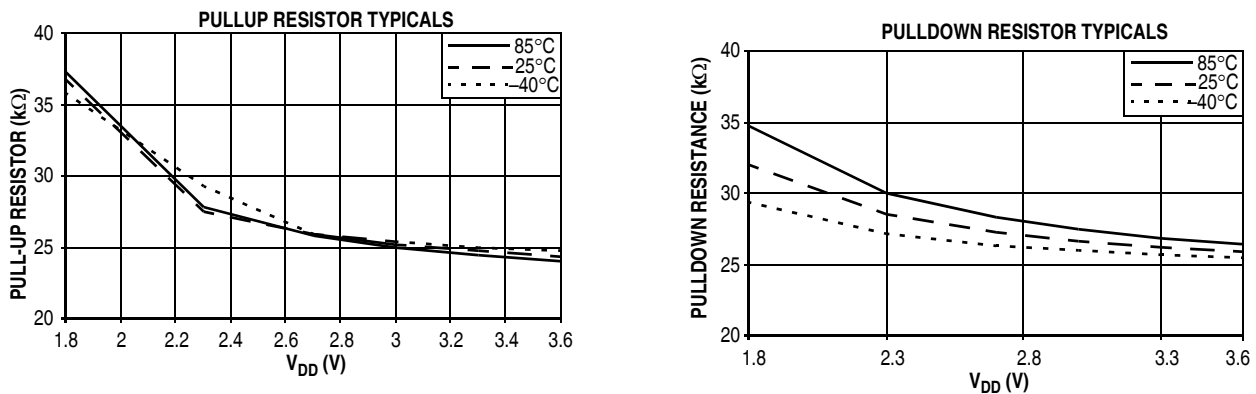 PULLUP RESISTOR TYPICALS
PULL-UP RESISTOR (kΩ)
40
35
30
25
20
85°C
25°C
–40°C
1.8 2 2.2 2.4 2.6 2.8 3 3.2 3.4 3.6
VDD (V)
PULLDOWN RESISTOR TYPICALS
PULLDOWN RESISTANCE (kΩ)
40
35
30
25
20
85°C
25°C
–40°C
1.8 2.3 2.8 3.3 3.6
VDD (V)